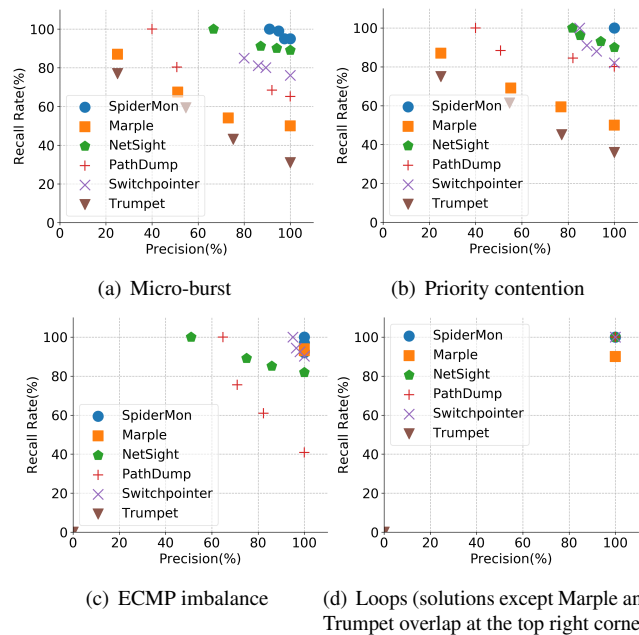 Recall Rate(%)
100
80
60
40
20
0
SpiderMon
Marple
NetSight
PathDump
Switchpointer
Trumpet
0 20 40 60 80 100
Precision(%)
(a) Micro-burst
Recall Rate(%)
100
80
60
40
20
0
SpiderMon
Marple
NetSight
PathDump
Switchpointer
Trumpet
0 20 40 60 80 100
Precision(%)
(b) Priority contention
Recall Rate(%)
100
80
60
40
20
0
SpiderMon
Marple
NetSight
PathDump
Switchpointer
Trumpet
0 20 40 60 80 100
Precision(%)
(c) ECMP imbalance
Recall Rate(%)
100
80
60
40
20
0
SpiderMon
Marple
NetSight
PathDump
Switchpointer
Trumpet
0 20 40 60 80 100
Precision(%)
(d) Loops (solutions except Marple an
Trumpet overlap at the top right corne